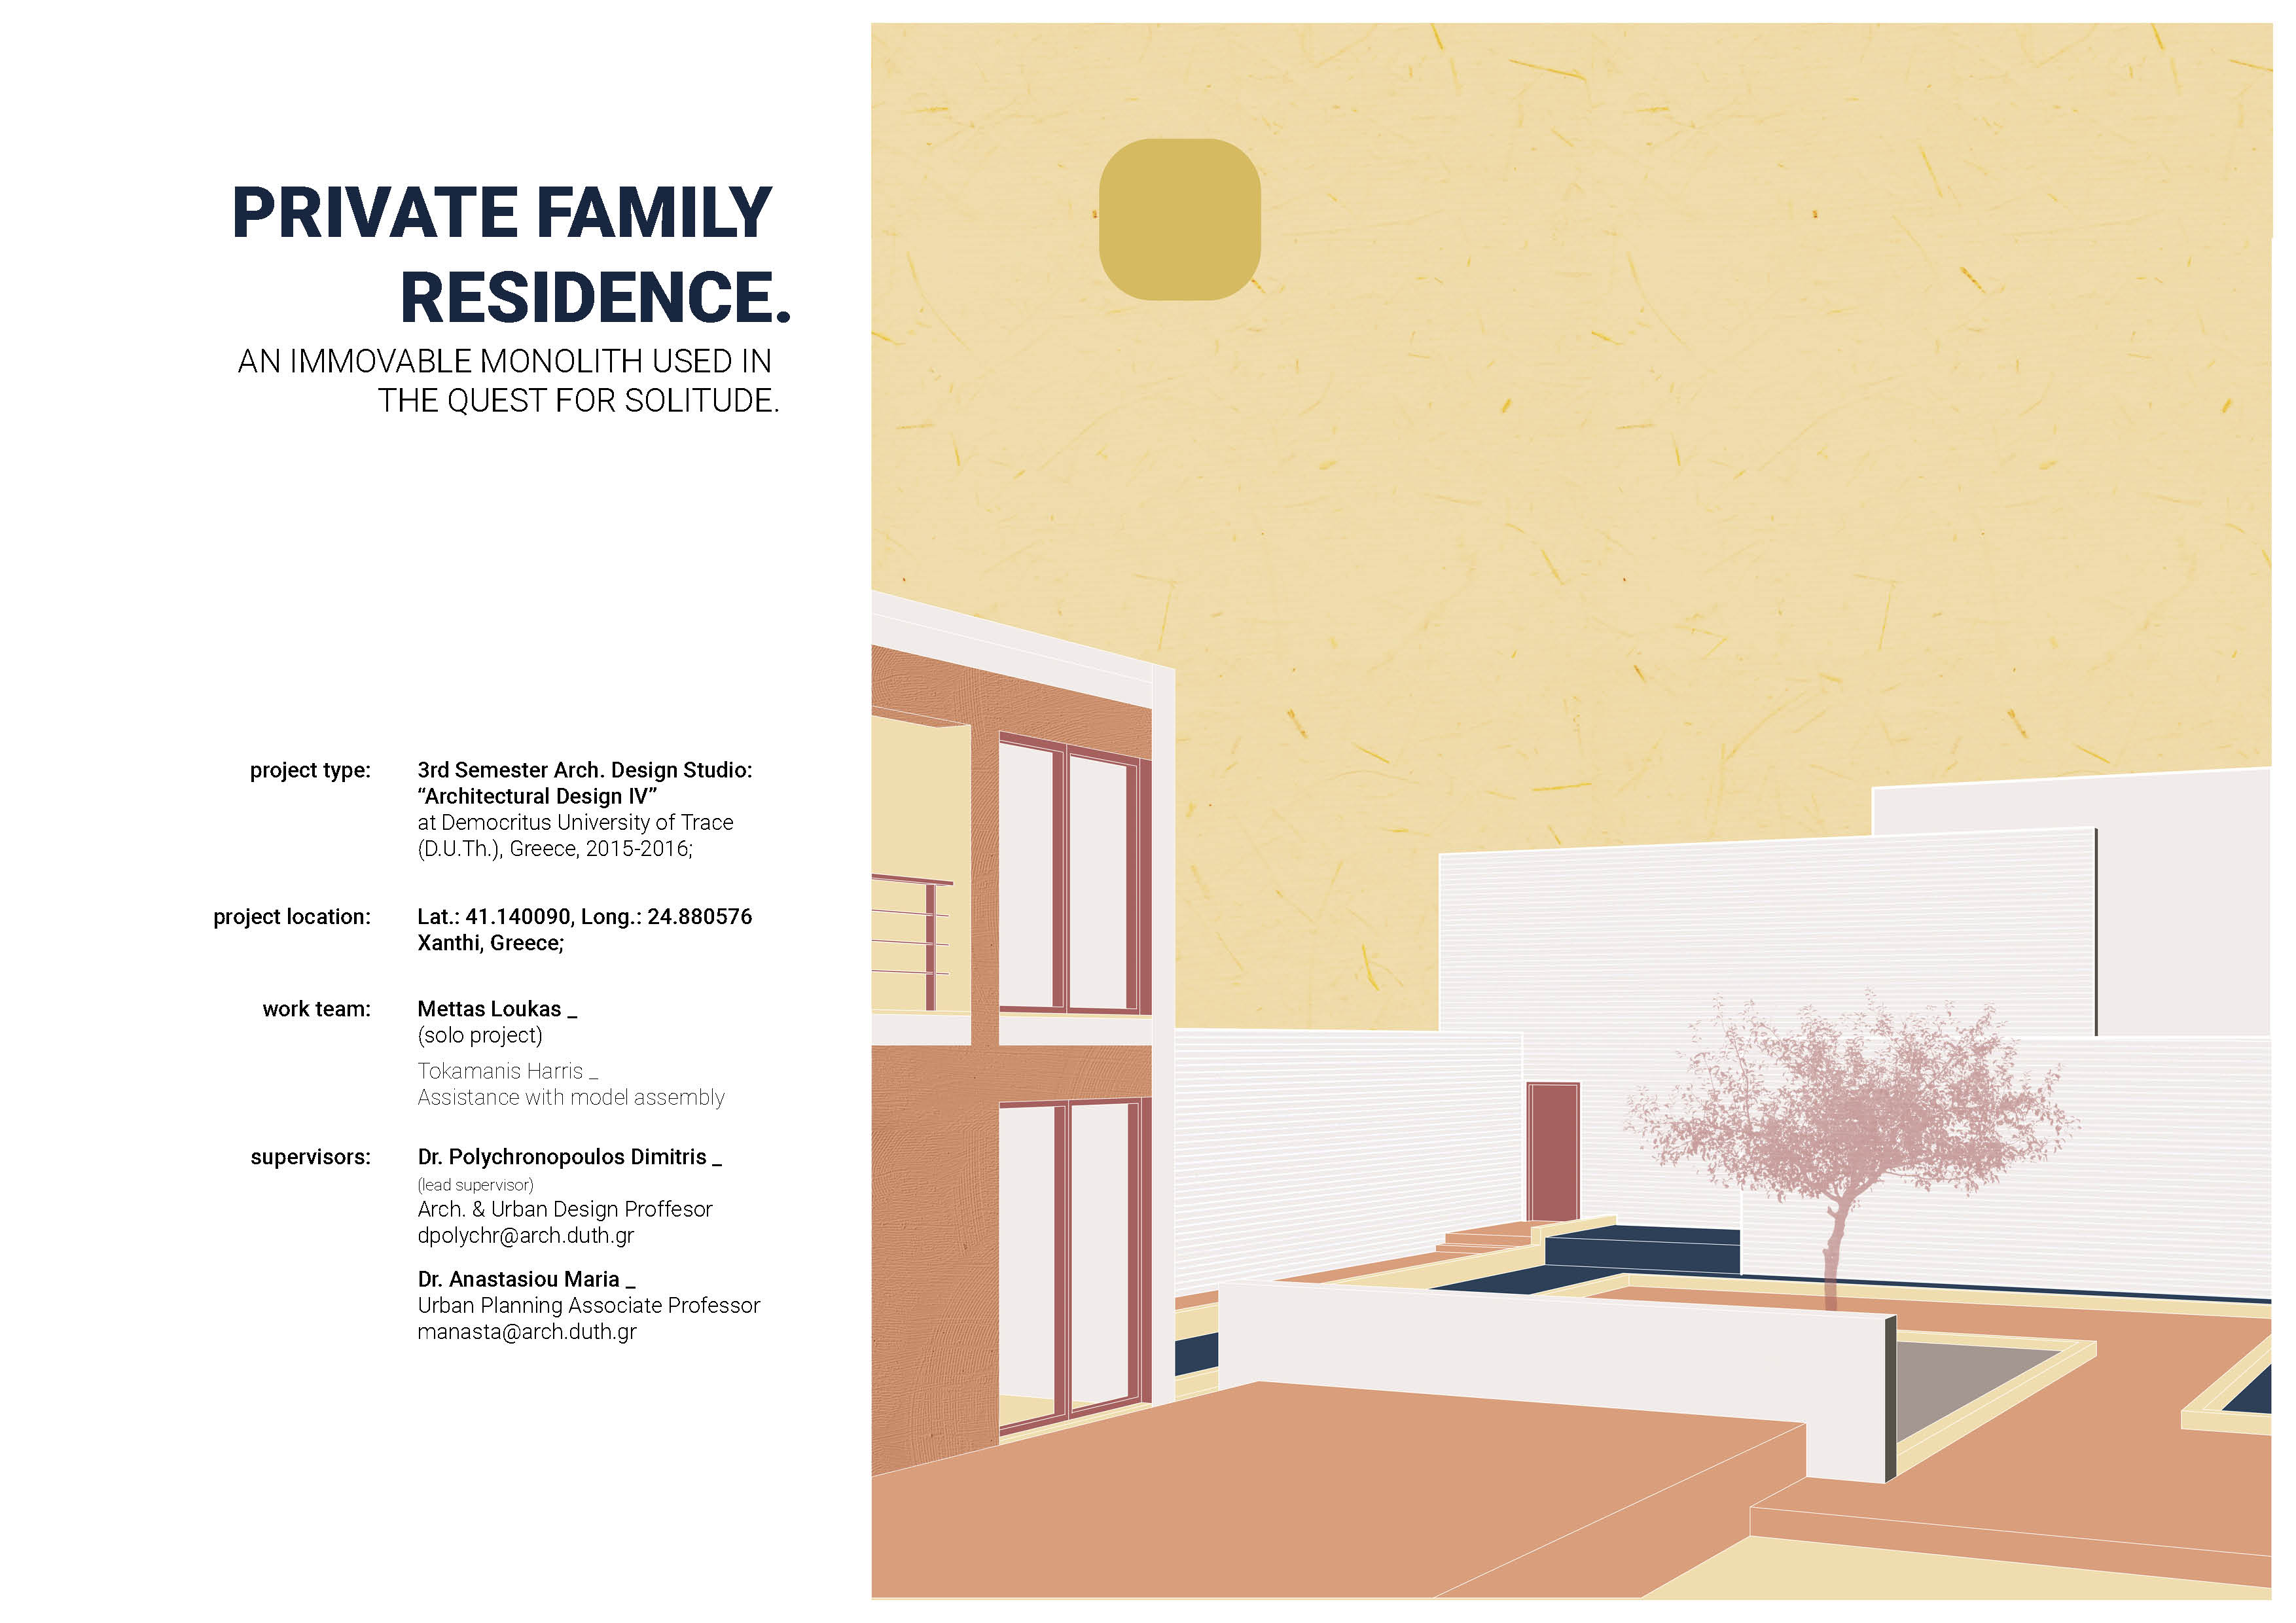 PRIVATE FAMILY
RESIDENCE.
AN IMMOVABLE MONOLITH USED IN
THE QUEST FOR SOLITUDE.
project type:
3rd Semester Arch. Design Studio:
“Architectural Design IV”
at Democritus University of Trace
(D.U.Th.), Greece, 2015-2016;
project location:
Lat.: 41.140090, Long.: 24.880576
Xanthi, Greece;
work team:
Mettas Loukas _
(solo project)
Tokamanis Harris _
Assistance with model assembly
supervisors:
Dr. Polychronopoulos Dimitris _
(lead supervisor)
Arch. & Urban Design Proffesor
dpolychr@arch.duth.gr
Dr. Anastasiou Maria _
Urban Planning Associate Professor
manasta@arch.duth.gr